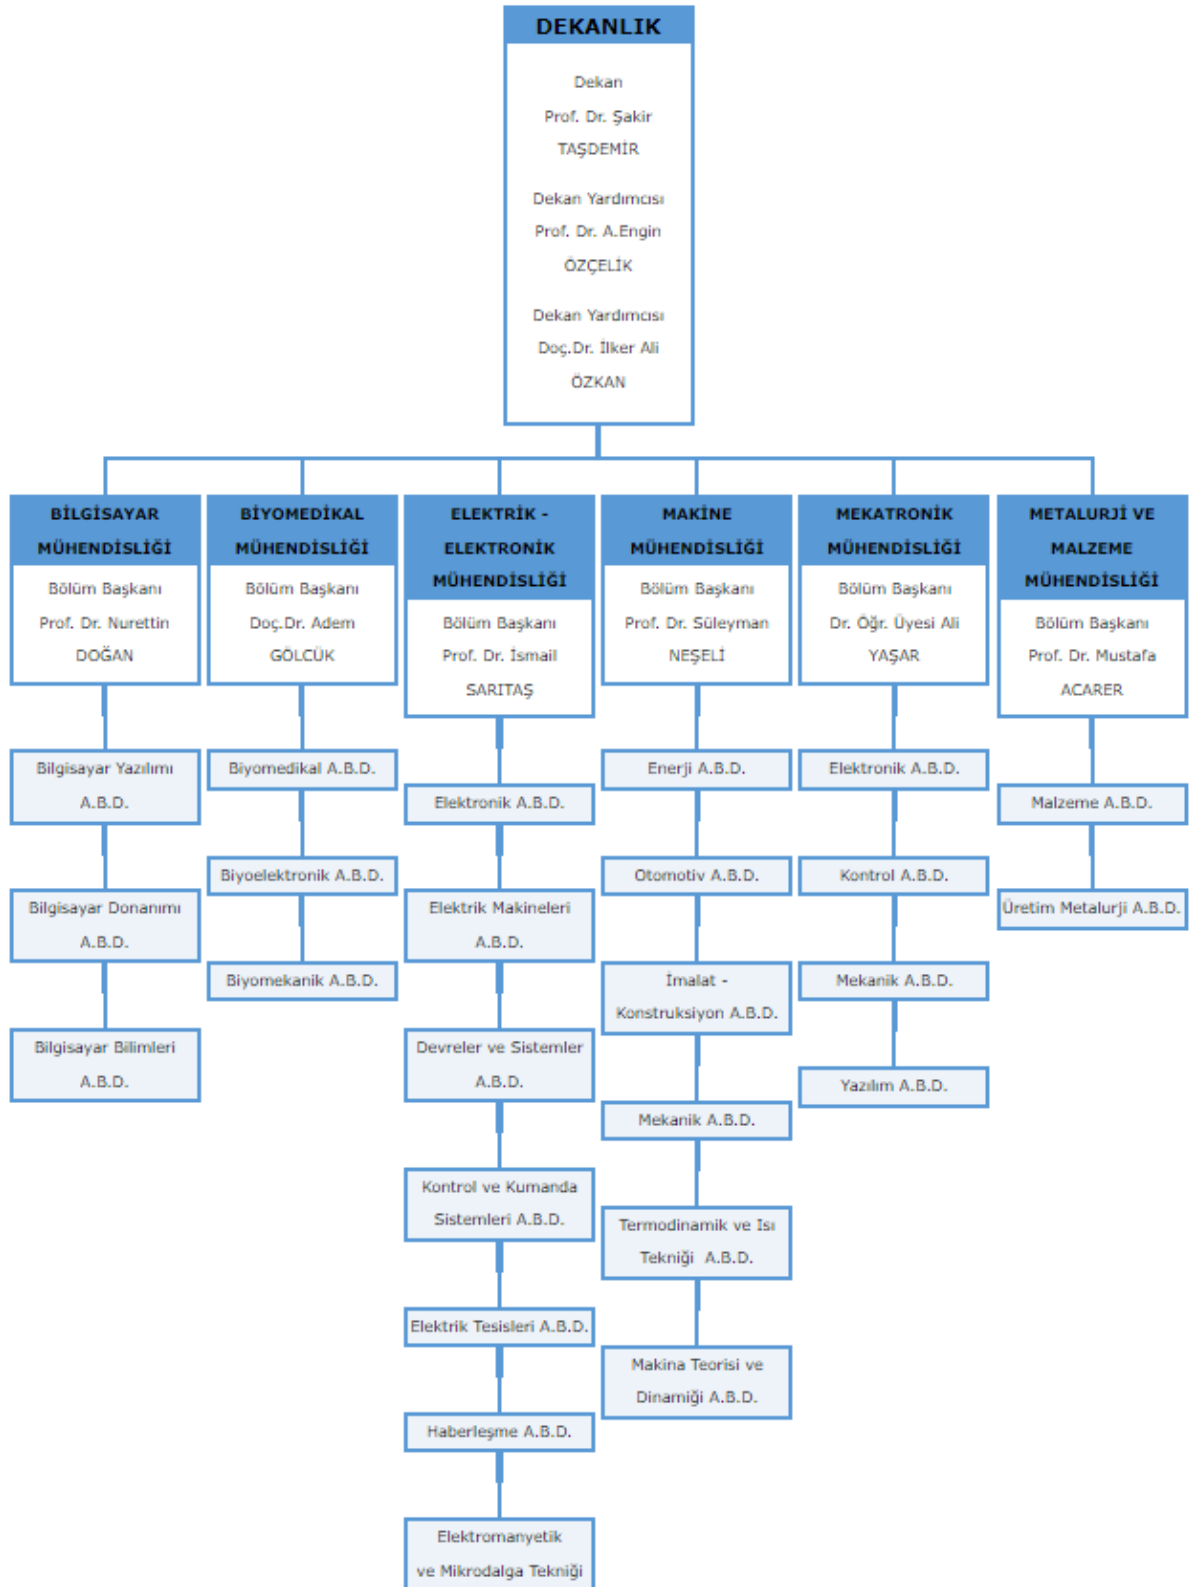 DEKANLIK
Dekan
Prof. Dr. Şakir
TAŞDEMİR
Dekan Yardımcısı
Prof. Dr. A.Engin
ÖZÇELİK
Dekan Yardımcısı
Doç.Dr. İlker Ali
ÖZKAN
BİLGİSAYAR
MÜHENDİSLİĞİ
Bölüm Başkanı
Prof. Dr. Nurettin
DOĞAN
Bilgisayar Yazılımı
A.B.D.
Bilgisayar Donanımı
A.B.D.
Bilgisayar Bilimleri
A.B.D.
BİYOMEDİKAL
MÜHENDİSLİĞİ
Bölüm Başkanı
Doç.Dr. Adem
GÖLCÜK
Biyomedikal A.B.D.
Biyoelektronik A.B.D.
Biyomekanik A.B.D.
ELEKTRİK -
ELEKTRONİK
MÜHENDİSLİĞİ
Bölüm Başkanı
Prof. Dr. İsmail
SARITAŞ
Elektronik A.B.D.
Elektrik Makineleri
A.B.D.
Devreler ve Sistemler
A.B.D.
Kontrol ve Kumanda
Sistemleri A.B.D.
Elektrik Tesisleri A.B.D.
Haberleşme A.B.D.
Elektromanyetik
ve Mikrodalga Tekniği
MAKİNE
MÜHENDİSLİĞİ
Bölüm Başkanı
Prof. Dr. Süleyman
NEŞELİ
Enerji A.B.D.
Otomotiv A.B.D.
İmalat -
Konstruksiyon A.B.D.
Mekanik A.B.D.
Termodinamik ve Isı
Tekniği A.B.D.
Makina Teorisi ve
Dinamiği A.B.D.
MEKATRONİK
MÜHENDİSLİĞİ
Bölüm Başkanı
Dr. Öğr. Üyesi Ali
YAŞAR
Elektronik A.B.D.
Kontrol A.B.D.
Mekanik A.B.D.
Yazılım A.B.D.
METALURJİ VE
MALZEME
MÜHENDİSLİĞİ
Bölüm Başkanı
Prof. Dr. Mustafa
ACARER
Malzeme A.B.D.
Üretim Metalurji A.B.D.